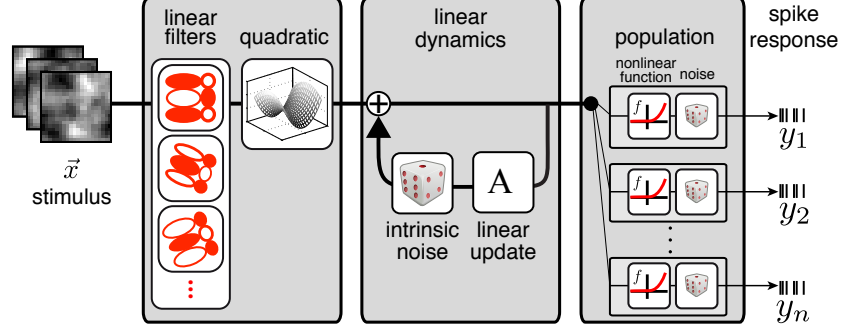 linear
filters
quadratic
linear
dynamics
population
spike
response
nonlinear
function
noise
f
y1
x⃗
stimulus
A
intrinsic
noise
linear
update
f
y2
f
yn